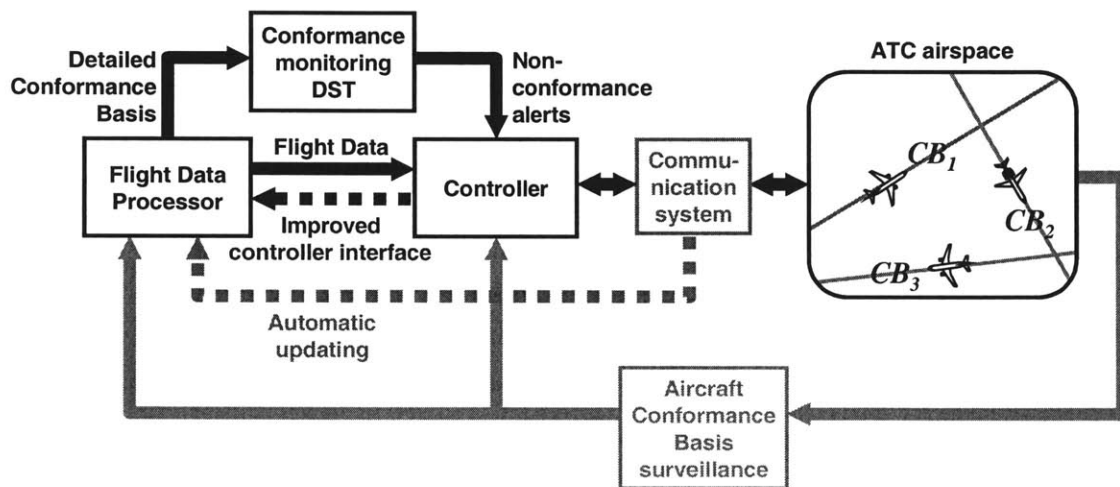 Detailed
Conformance
Basis
Conformance
monitoring
DST
Non-
conformance
alerts
ATC airspace
Flight Data
Processor
Flight Data
Improved
controller interface
Controller
Commu-
nication
system
CB1
CB2
CB3
Automatic
updating
Aircraft
Conformance
Basis
surveillance